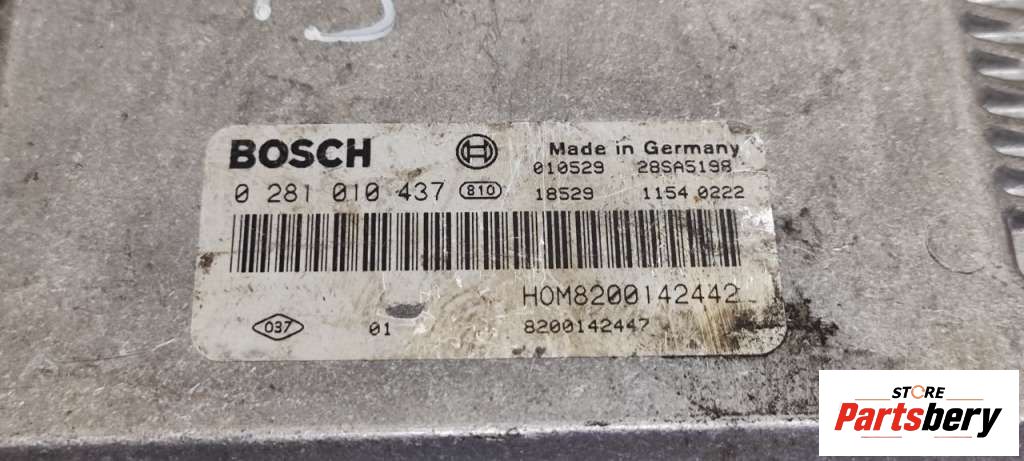 BOSCH
Made in Germany
010529 28SA5198
0 281 010 437 810
18529 1154 0222
HOM8200142442
037 01 8200142447
STORE
Partsbery